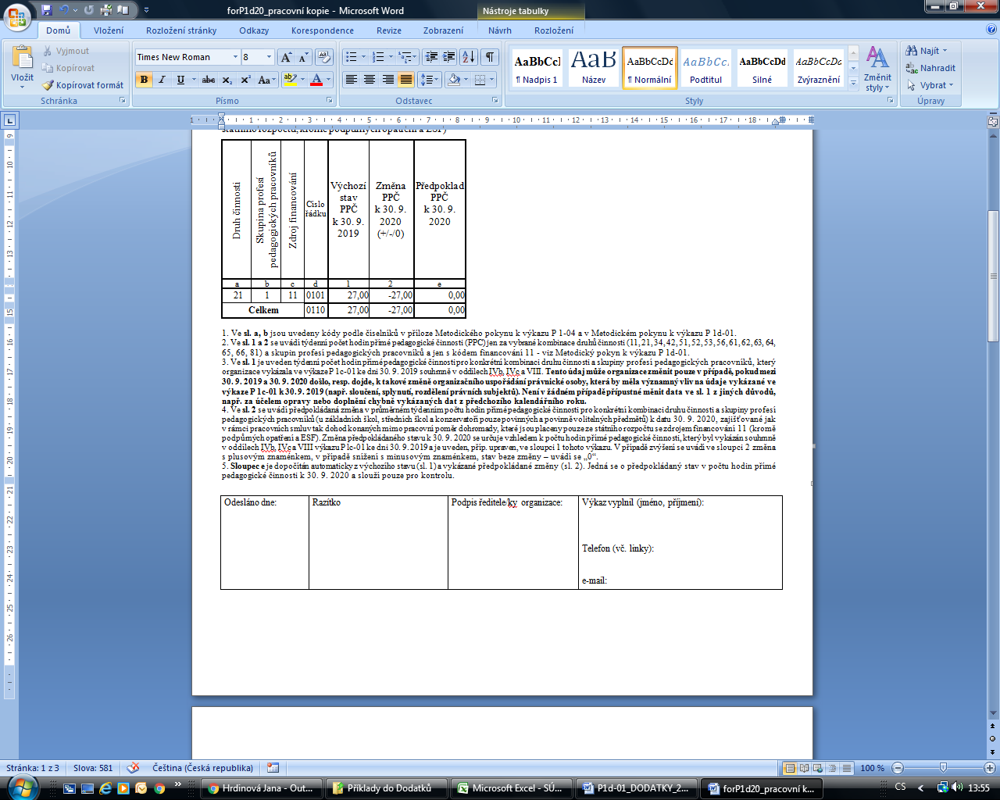 forP1d20_pracovní kopie - Microsoft Word
Nástroje tabulky
Domů Vložení Rozložení stránky Odkazy Korespondence Revize Zobrazení Návrh Rozložení
Vložit
Vyjmout
Kopírovat
Kopírovat formát
Schránka
Times New Roman 8
Písmo
Odstavec
AaBbCcI AaB AaBbCcDd AaBbCc. AaBbCcDd AaBbCcDc
¶ Nadpis 1 Název ¶ Normální Podtitul Silné Zvýraznění
Změnit styly
Styly
Najít
Nahradit
Vybrat
Úpravy
státního rozpočtu, kromě podpůrných opatření a ESF)
Druh činnosti
Skupina profesí pedagogických pracovníků
Zdroj financování
Číslo řádku
Výchozí stav PPČ k 30. 9. 2019
Změna PPČ k 30. 9. 2020 (+/-/0)
Předpoklad PPČ k 30. 9. 2020
a b c d 1 2 e
21 1 11 0101 27,00 -27,00 0,00
Celkem 0110 27,00 -27,00 0,00
1. Ve sl. a, b jsou uvedeny kódy podle číselníků v příloze Metodického pokynu k výkazu P 1-04 a v Metodickém pokynu k výkazu P 1d-01.
2. Ve sl. 1 a 2 se uvádí týdenní počet hodin přímé pedagogické činnosti (PPČ) jen za vybrané kombinace druhů činnosti (11, 21, 34, 42, 51, 52, 53, 56, 61, 62, 63, 64,
65, 66, 81) a skupin profesí pedagogických pracovníků a jen s kódem financování 11 - viz Metodický pokyn k výkazu P 1d-01.
3. Ve sl. 1 je uveden týdenní počet hodin přímé pedagogické činnosti pro konkrétní kombinaci druhu činnosti a skupiny profesí pedagogických pracovníků, který
organizace vykázala ve výkaze P 1c-01 ke dni 30. 9. 2019 souhrnně v oddílech IVb, IVc a VIII. Tento údaj může organizace změnit pouze v případě, pokud mezi
30. 9. 2019 a 30. 9. 2020 došlo, resp. dojde, k takové změně organizačního uspořádání právnické osoby, která by měla významný vliv na údaje vykázané ve
výkaze P 1c-01 k 30. 9. 2019 (např. sloučení, splynutí, rozdělení právních subjektů). Není v žádném případě přípustné měnit data ve sl. 1 z jiných důvodů,
např. za účelem opravy nebo doplnění chybně vykázaných dat z předchozího kalendářního roku.
4. Ve sl. 2 se uvádí předpokládaná změna v průměrném týdenním počtu hodin přímé pedagogické činnosti pro konkrétní kombinaci druhu činnosti a skupiny profesí
pedagogických pracovníků (u základních škol, středních škol a konzervatoří pouze povinných a povinně volitelných předmětů) k datu 30. 9. 2020, zajišťované jak
v rámci pracovních smluv tak dohod konaných mimo pracovní poměr dohromady, které jsou placeny pouze ze státního rozpočtu se zdrojem financování 11 (kromě
podpůrných opatření a ESF). Změna předpokládaného stavu k 30. 9. 2020 se určuje vzhledem k počtu hodin přímé pedagogické činnosti, který byl vykázán souhrnně
v oddílech IVb, IVc a VIII výkazu P 1c-01 ke dni 30. 9. 2019 a je uveden, příp. upraven, ve sloupci 1 tohoto výkazu. V případě zvýšení se uvádí ve sloupci 2 změna
s plusovým znaménkem, v případě snížení s minusovým znaménkem, stav beze změny – uvádí se „0“.
5. Sloupec e je dopočítán automaticky z výchozího stavu (sl. 1) a vykázané předpokládané změny (sl. 2). Jedná se o předpokládaný stav v počtu hodin přímé
pedagogické činnosti k 30. 9. 2020 a slouží pouze pro kontrolu.
Odesláno dne: Razítko Podpis ředitele/ky organizace: Výkaz vyplnil (jméno, příjmení):
Telefon (vč. linky):
e-mail:
Stránka: 1 z 3 Slova: 581 Čeština (Česká republika) 100 %
Hrdinová Jana - Out... Příklady do Dodatků Microsoft Excel - SÚ... P1d-01_DODATKY_2... forP1d20_pracovní k... CS 13:55